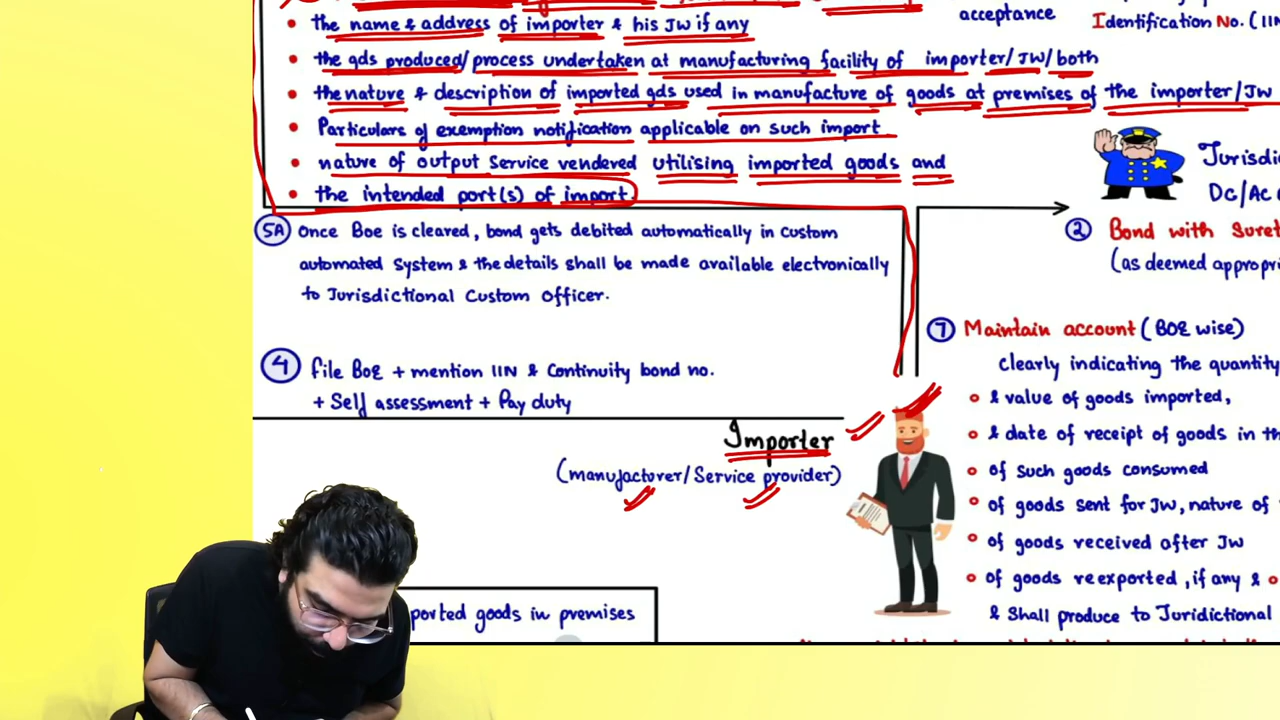 • the name & address of importer & his JW if any
• the gds produced/process undertaken at manufacturing facility of importer/JW/both
• the nature & description of imported gds used in manufacture of goods at premises of the importer/JW
• Particulars of exemption notification applicable on such import
• nature of output service vendered utilising imported goods and
• the intended port(s) of import
acceptance
Identification No. (IIN
5A Once Boe is cleared, bond gets debited automatically in custom
automated system & the details shall be made available electronically
to Jurisdictional Custom Officer.
Jurisdic
DC/AC
2 Bond with Suret
(as deemed appropri
4 File BoE + mention IIN & Continuity bond no.
+ Self assessment + Pay duty
Importer
(manufacturer/Service provider)
7 Maintain account (BOE wise)
Clearly indicating the quantity
& value of goods imported,
& date of receipt of goods in th
of such goods consumed
of goods sent for JW, nature of
of goods received after JW
of goods reexported, if any &
& Shall produce to Juridictional
ported goods in premises